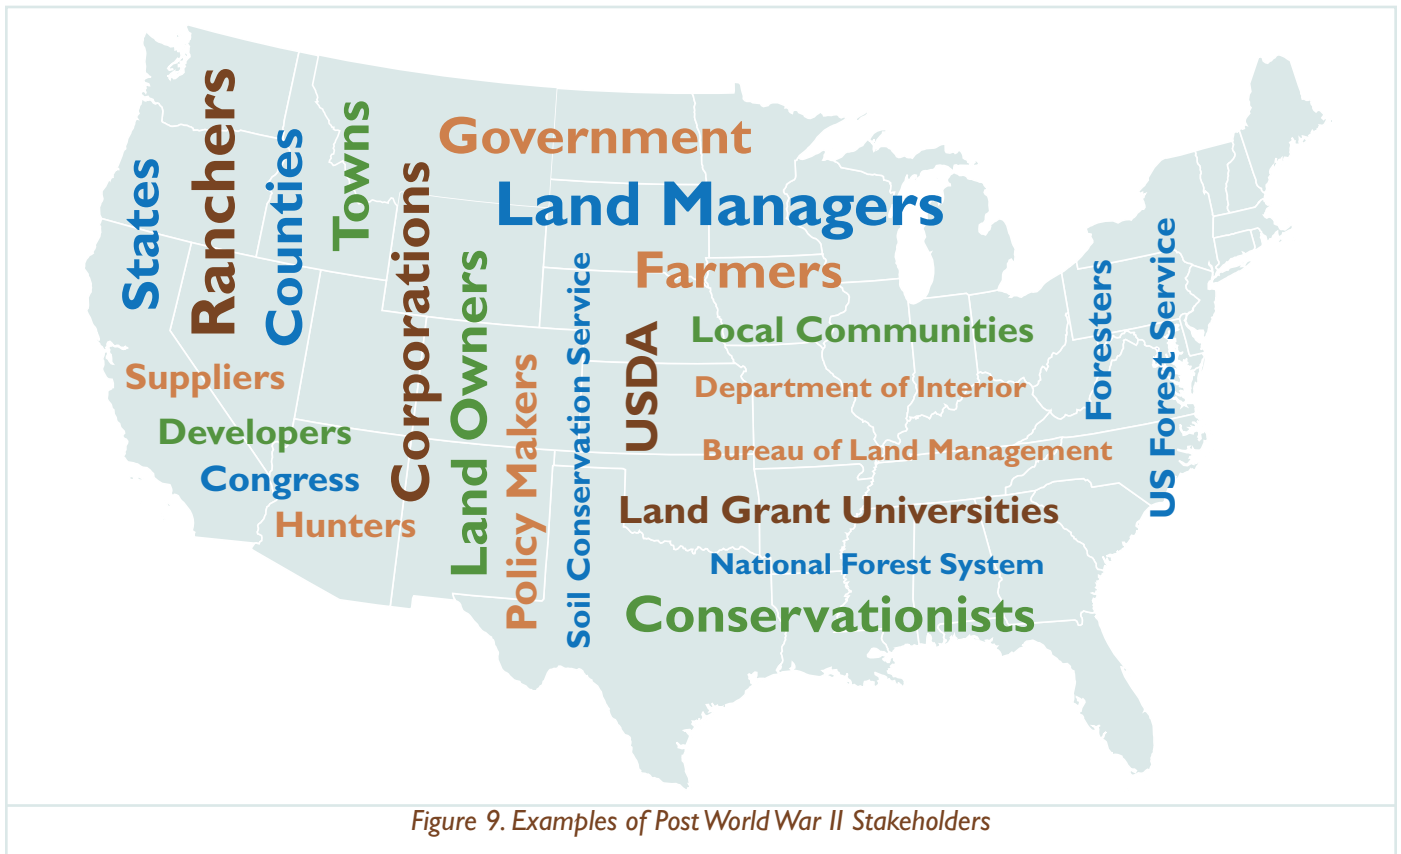 States
Ranchers
Counties
Towns
Corporations
Government
Land Managers
Farmers
Land Owners
Policy Makers
Soil Conservation Service
USDA
Local Communities
Department of Interior
Bureau of Land Management
Foresters
US Forest Service
Suppliers
Developers
Congress
Hunters
Land Grant Universities
National Forest System
Conservationists
Figure 9. Examples of Post World War II Stakeholders